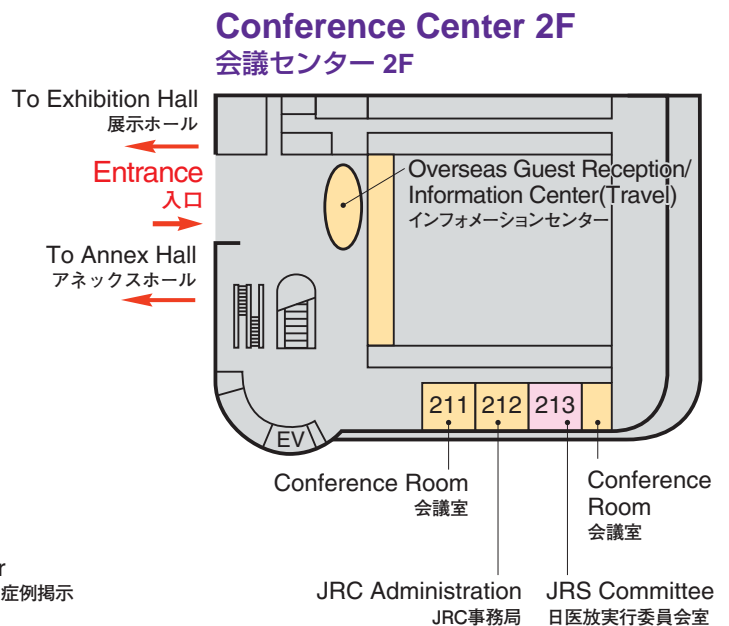 Conference Center 2F
会議センター 2F
To Exhibition Hall
展示ホール
Entrance
入口
To Annex Hall
アネックスホール
Overseas Guest Reception/
Information Center(Travel)
インフォメーションセンター
211 212 213
EV
Conference Room
会議室
Conference
Room
会議室
JRC Administration
JRC事務局
JRS Committee
日医放実行委員会室
r
症例掲示